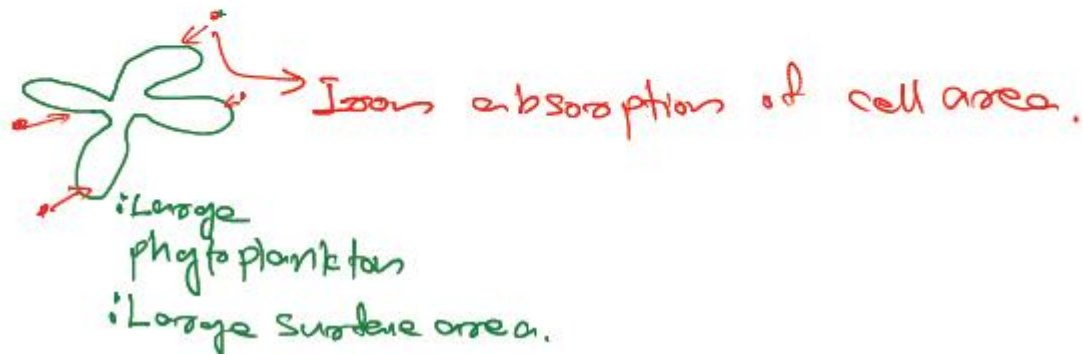 Iron absorption of cell area.
:Large
phytoplankton
:Large surface area.